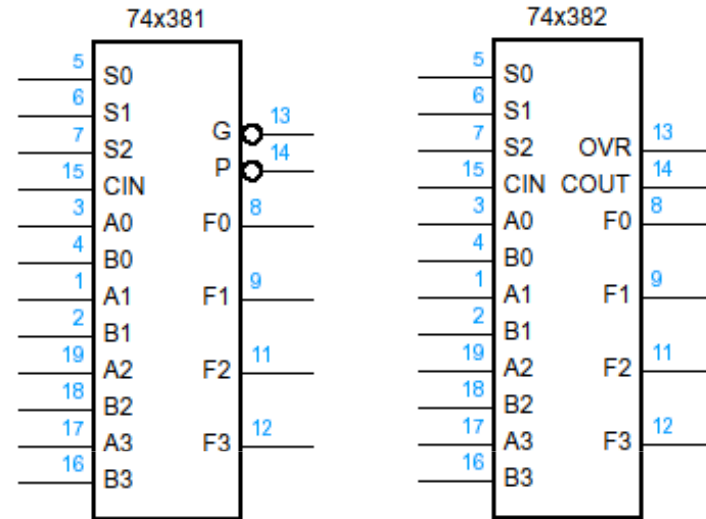 74x381
5 S0
6 S1
7 S2
15 CIN
3 A0
4 B0
1 A1
2 B1
19 A2
18 B2
17 A3
16 B3
G 13
P 14
F0 8
F1 9
F2 11
F3 12
74x382
5 S0
6 S1
7 S2
15 CIN
3 A0
4 B0
1 A1
2 B1
19 A2
18 B2
17 A3
16 B3
OVR 13
COUT 14
F0 8
F1 9
F2 11
F3 12